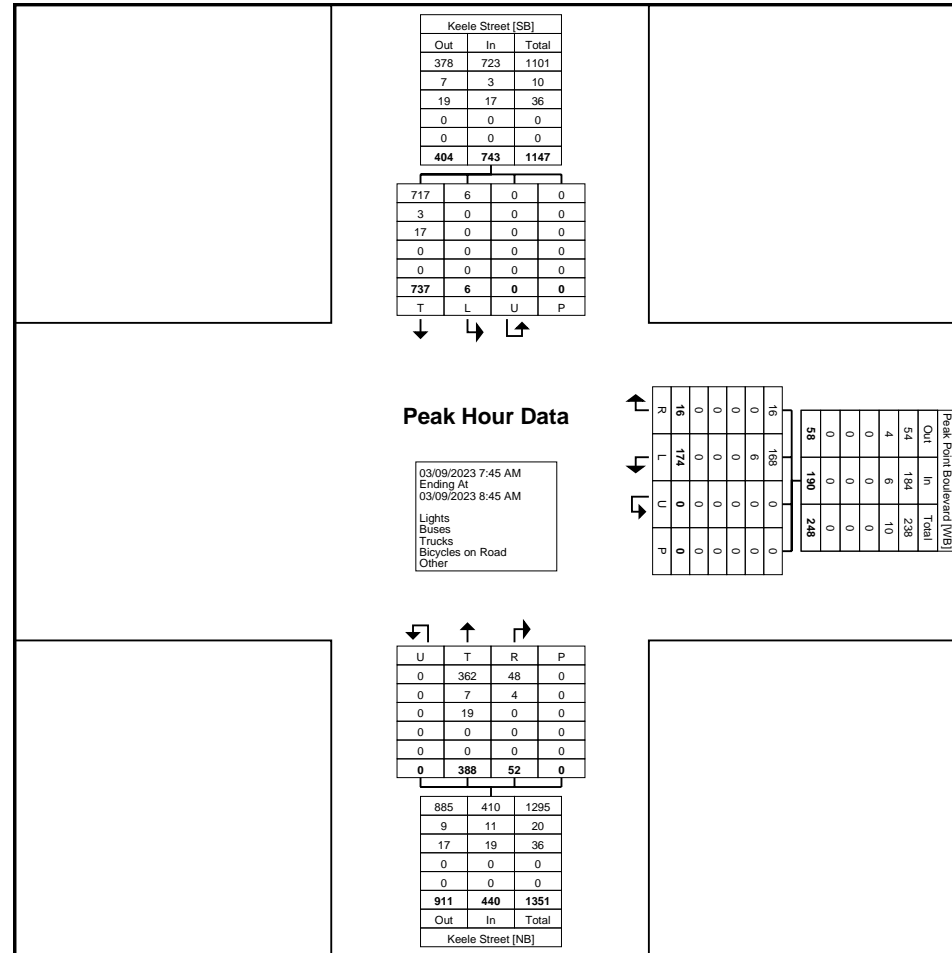 Keele Street [SB]
Out In Total
378 723 1101
7 3 10
19 17 36
0 0 0
0 0 0
404 743 1147
717 6 0 0
3 0 0 0
17 0 0 0
0 0 0 0
0 0 0 0
737 6 0 0
T L U P
Peak Hour Data
03/09/2023 7:45 AM
Ending At
03/09/2023 8:45 AM
Lights
Buses
Trucks
Bicycles on Road
Other
Peak Point Boulevard [WB]
Out In Total
54 184 238
4 6 10
0 0 0
0 0 0
0 0 0
58 190 248
16 168 0 0
0 6 0 0
0 0 0 0
0 0 0 0
0 0 0 0
16 174 0 0
R L U P
U T R P
0 362 48 0
0 7 4 0
0 19 0 0
0 0 0 0
0 0 0 0
0 388 52 0
885 410 1295
9 11 20
17 19 36
0 0 0
0 0 0
911 440 1351
Out In Total
Keele Street [NB]